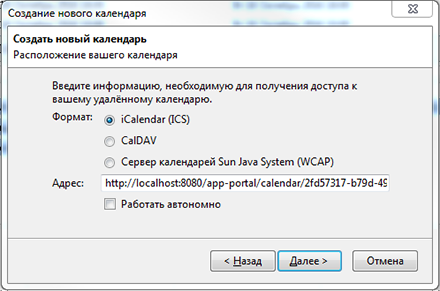 Создание нового календаря
Создать новый календарь
Расположение вашего календаря
Введите информацию, необходимую для получения доступа к
вашему удалённому календарю.
Формат: iCalendar (ICS)
CalDAV
Сервер календарей Sun Java System (WCAP)
Адрес: http://localhost:8080/app-portal/calendar/2fd57317-b79d-49
Работать автономно
< Назад Далее > Отмена